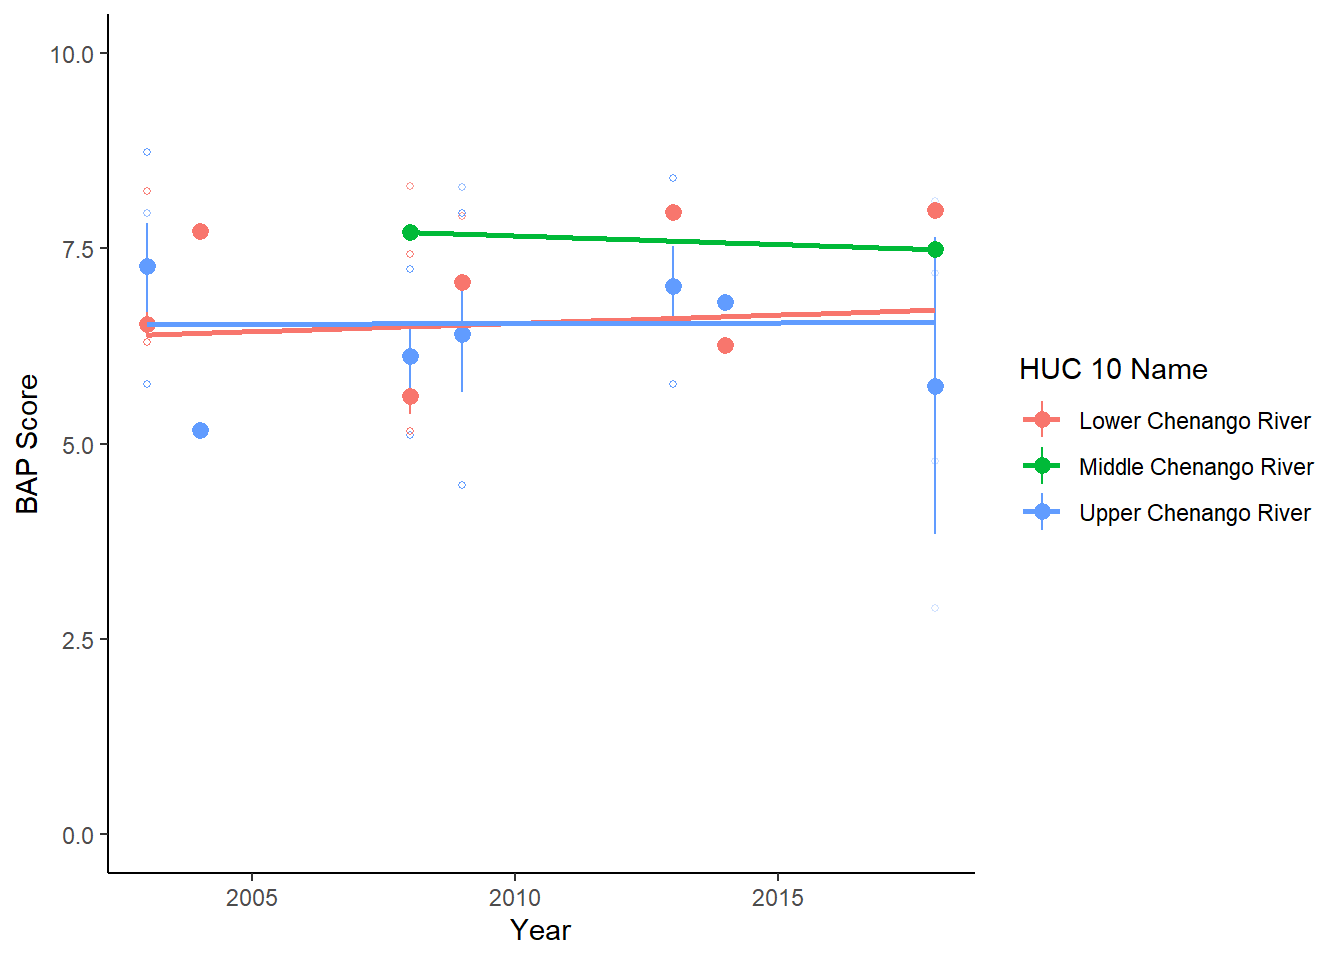 10.0
7.5
5.0
2.5
0.0
BAP Score
2005
2010
2015
Year
HUC 10 Name
Lower Chenango River
Middle Chenango River
Upper Chenango River